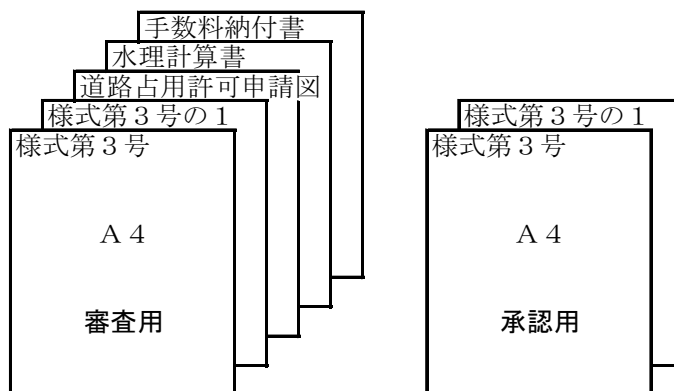 手数料納付書
水理計算書
道路占用許可申請図
様式第３号の１
様式第３号
Ａ４
審査用
様式第３号の１
様式第３号
Ａ４
承認用